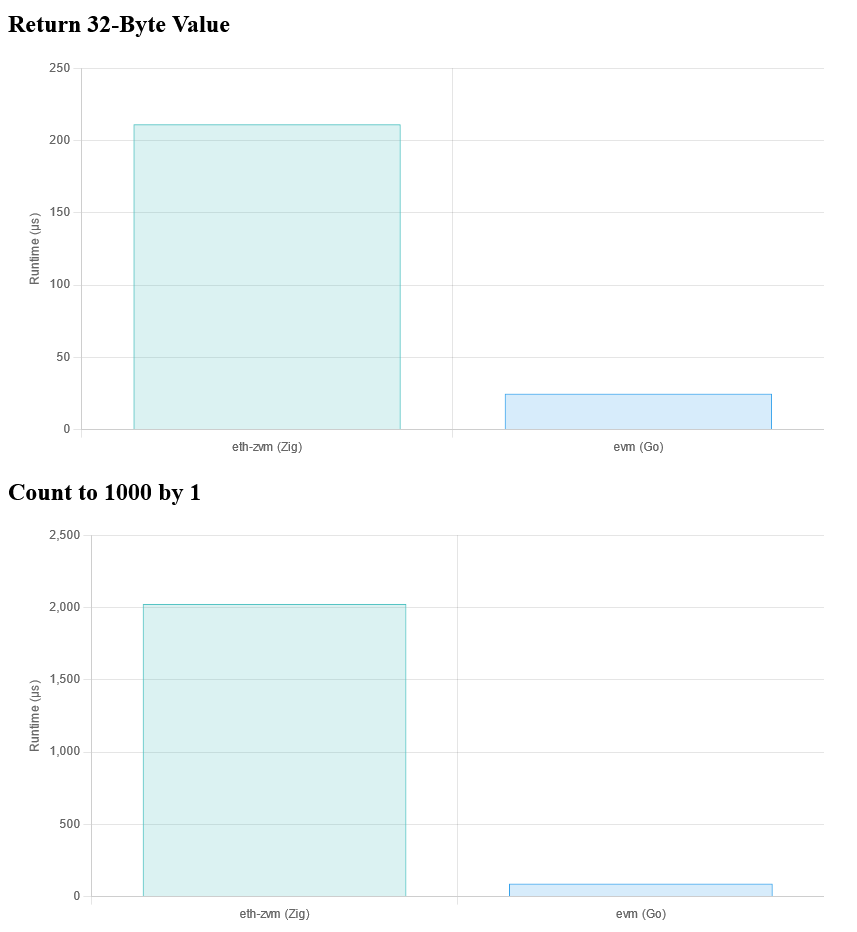 Return 32-Byte Value
250
200
150
100
50
0
Runtime (µs)
eth-zvm (Zig)
evm (Go)
Count to 1000 by 1
2,500
2,000
1,500
1,000
500
0
Runtime (µs)
eth-zvm (Zig)
evm (Go)